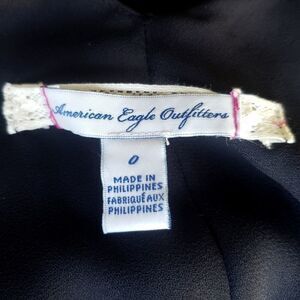 American Eagle Outfitters
0
MADE IN
PHILIPPINES
FABRIQUÉ AUX
PHILIPPINES